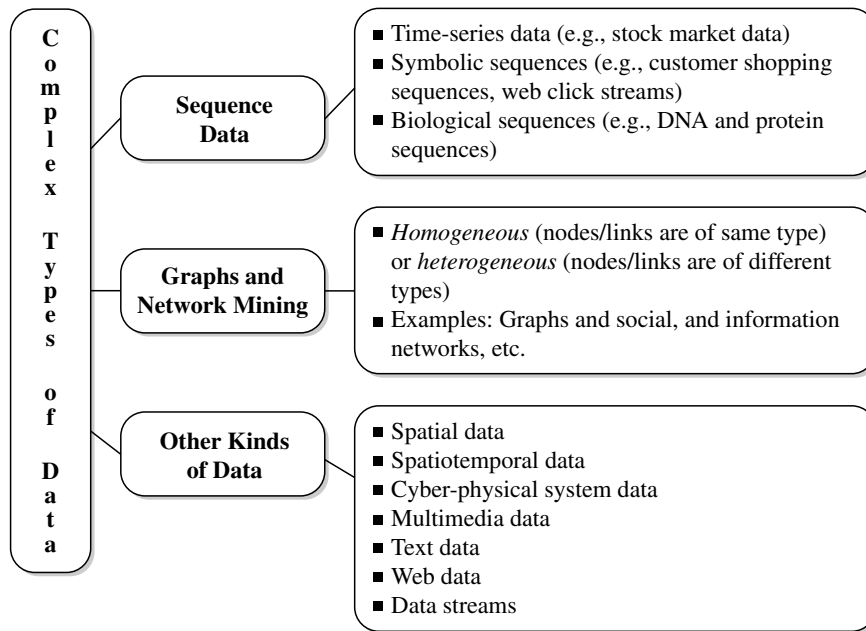 Complex Types of Data
Sequence
Data
■ Time-series data (e.g., stock market data)
■ Symbolic sequences (e.g., customer shopping
sequences, web click streams)
■ Biological sequences (e.g., DNA and protein
sequences)
Graphs and
Network Mining
■ Homogeneous (nodes/links are of same type)
or heterogeneous (nodes/links are of different
types)
■ Examples: Graphs and social, and information
networks, etc.
Other Kinds
of Data
■ Spatial data
■ Spatiotemporal data
■ Cyber-physical system data
■ Multimedia data
■ Text data
■ Web data
■ Data streams